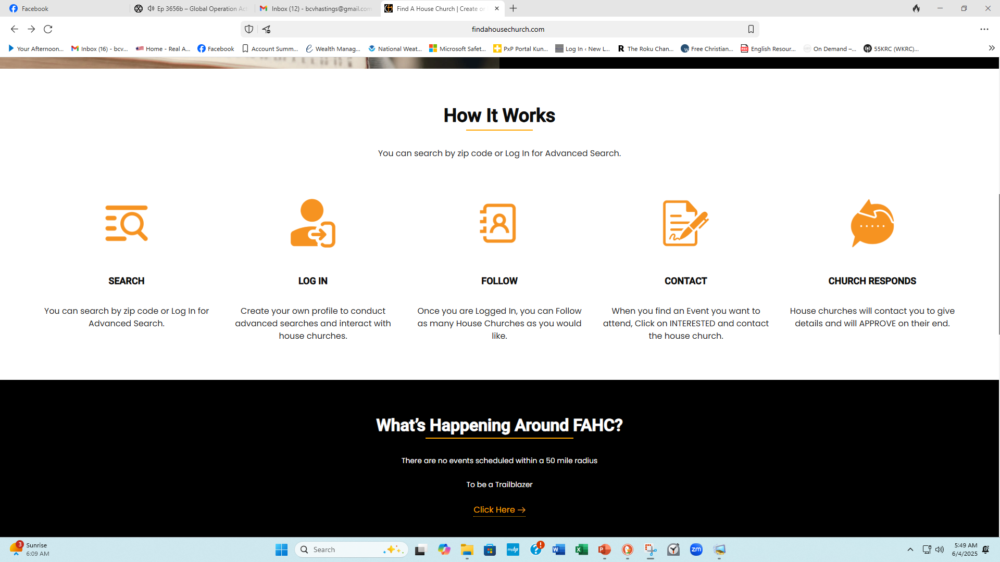 Facebook
Ep 3656b – Global Operation Act
Inbox (12) - bcvhastings@gmail.com
Find A House Church | Create or
findahousechurch.com
Your Afternoon...
Inbox (16) - bcv...
Home - Real A...
Facebook
Account Summ...
Wealth Manag...
National Weat...
Microsoft Safet...
PxP Portal Kun...
Log In ‹ New L...
The Roku Chan...
Free Christian...
English Resour...
On Demand –...
55KRC (WKRC)...
How It Works
You can search by zip code or Log In for Advanced Search.
SEARCH
You can search by zip code or Log In for
Advanced Search.
LOG IN
Create your own profile to conduct
advanced searches and interact with
house churches.
FOLLOW
Once you are Logged In, you can Follow
as many House Churches as you would
like.
CONTACT
When you find an Event you want to
attend, Click on INTERESTED and contact
the house church.
CHURCH RESPONDS
House churches will contact you to give
details and will APPROVE on their end.
What's Happening Around FAHC?
There are no events scheduled within a 50 mile radius
To be a Trailblazer
Click Here →
3
Sunrise
6:09 AM
Search
myhp
zm
5:49 AM
6/4/2025